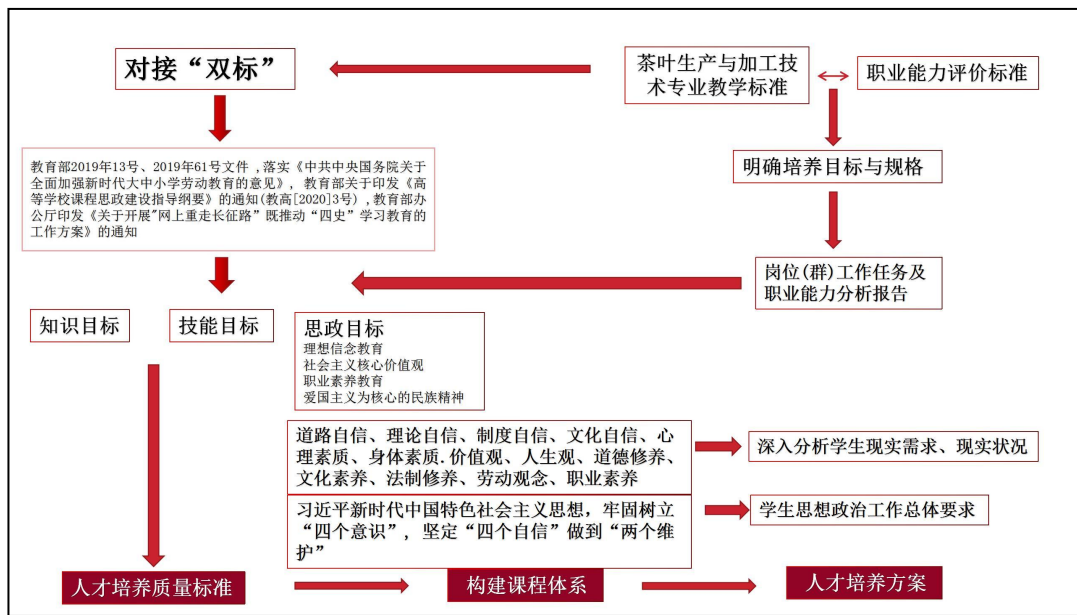 对接“双标”
茶叶生产与加工技
术专业教学标准
职业能力评价标准
教育部2019年13号、2019年61号文件 ,落实《中共中央国务院关于
全面加强新时代大中小学劳动教育的意见》, 教育部关于印发《高
等学校课程思政建设指导纲要》的通知(教高[2020]3号) ,教育部办
公厅印发《关于开展"网上重走长征路”既推动“四史”学习教育的
工作方案》的通知
明确培养目标与规格
岗位(群)工作任务及
职业能力分析报告
知识目标
技能目标
思政目标
理想信念教育
社会主义核心价值观
职业素养教育
爱国主义为核心的民族精神
道路自信、理论自信、制度自信、文化自信、心
理素质、身体素质.价值观、人生观、道德修养、
文化素养、法制修养、劳动观念、职业素养
深入分析学生现实需求、现实状况
习近平新时代中国特色社会主义思想，牢固树立
“四个意识”, 坚定“四个自信”做到“两个维
护”
学生思想政治工作总体要求
人才培养质量标准
构建课程体系
人才培养方案